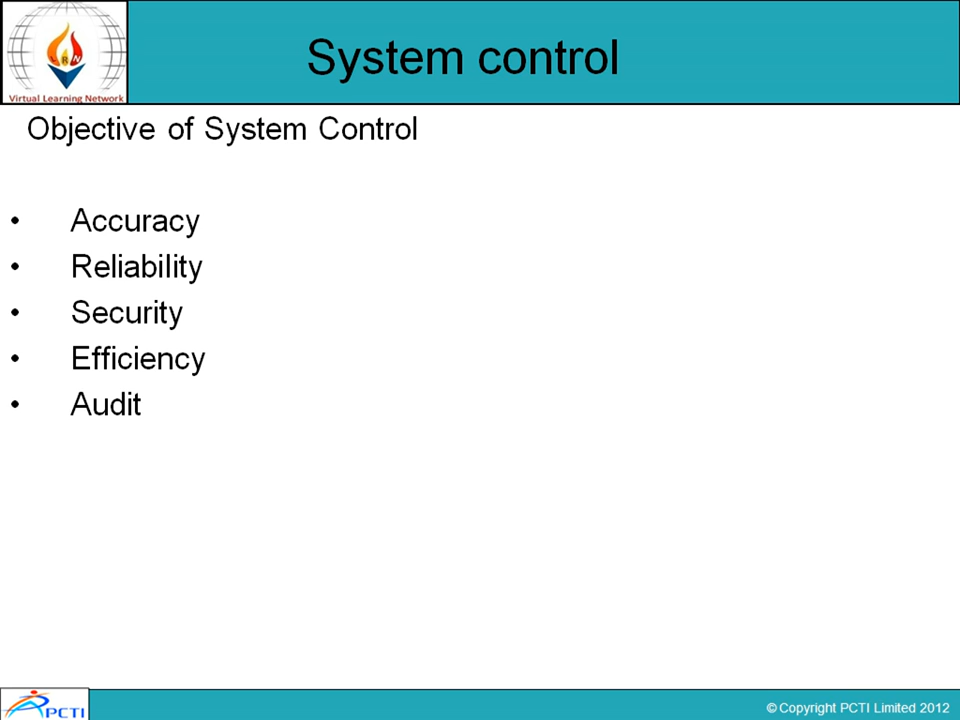 RN
Virtual Learning Network
System control
Objective of System Control
• Accuracy
• Reliability
• Security
• Efficiency
• Audit
PCTI
© Copyright PCTI Limited 2012